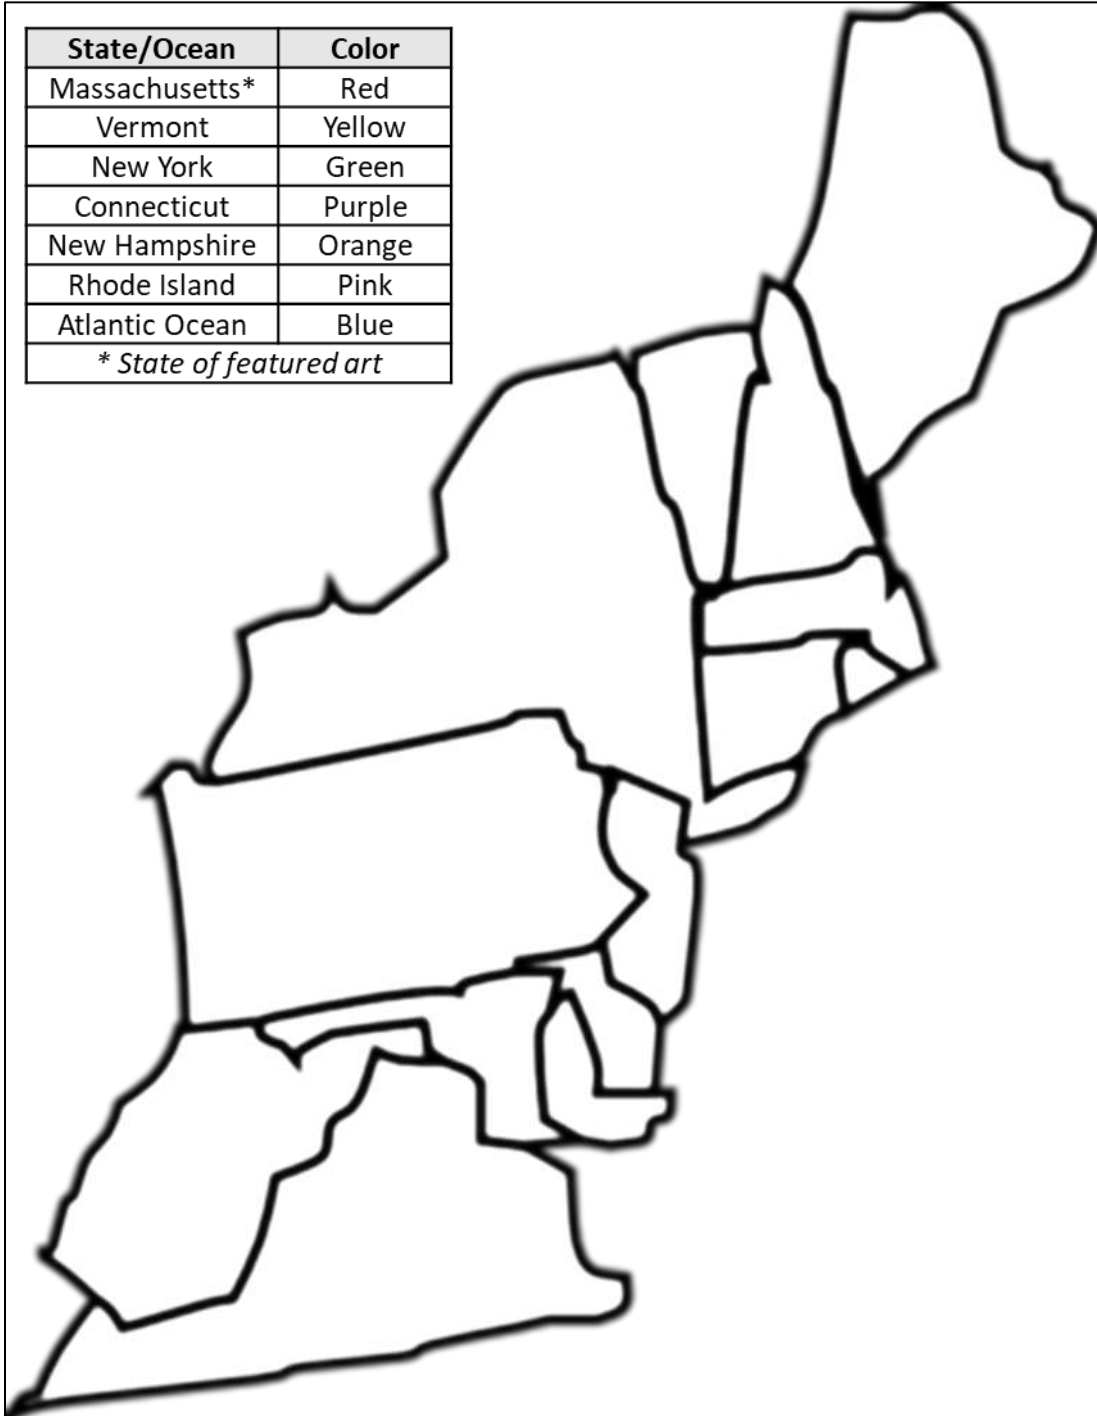 State/Ocean Color
Massachusetts* Red
Vermont Yellow
New York Green
Connecticut Purple
New Hampshire Orange
Rhode Island Pink
Atlantic Ocean Blue
* State of featured art